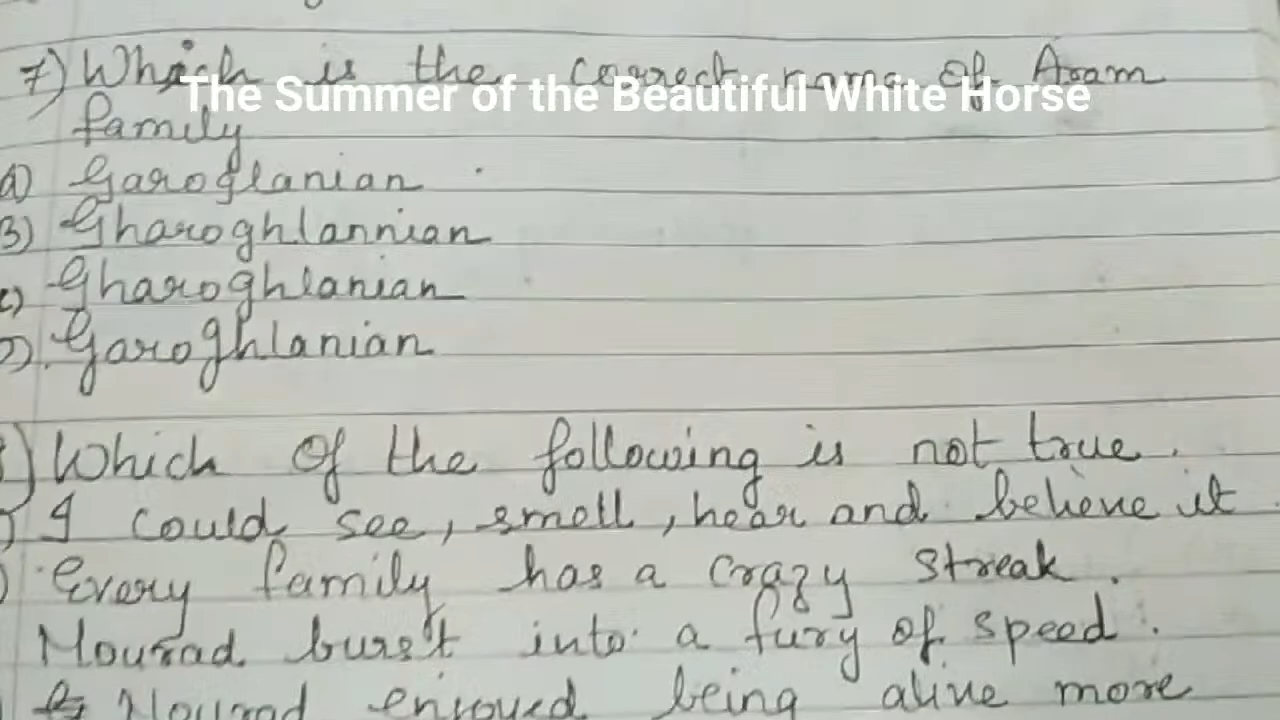 7) Which is the correct name of Aram
The Summer of the Beautiful White Horse
family
a) Garoglanian
B) Gharoghlannian
c) Gharoghlanian
D) Garoghlanian
) Which of the following is not true.
I could see, smell, hear and believe it
Every family has a crazy streak.
Mourad burst into a fury of speed.
Mourad enjoyed being alive more